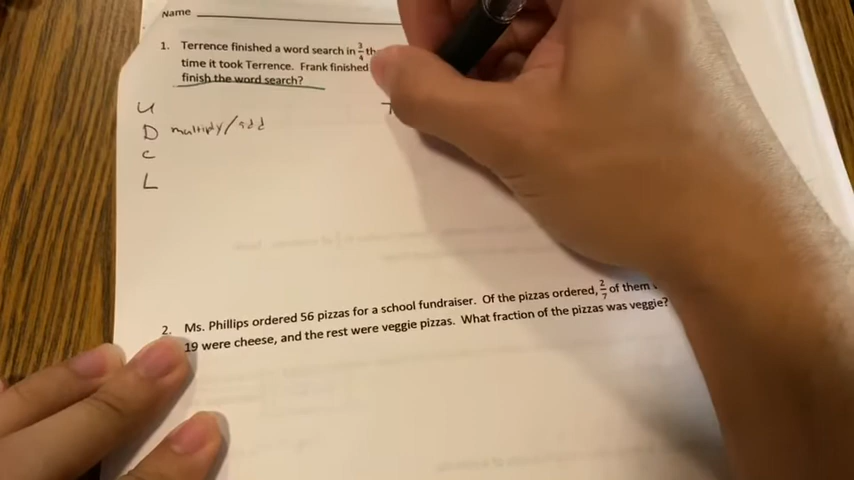 Name
1. Terrence finished a word search in 3/4 th
time it took Terrence. Frank finished
finish the word search?
U
D multiply/add
C
L
2. Ms. Phillips ordered 56 pizzas for a school fundraiser. Of the pizzas ordered, 2/7 of them
19 were cheese, and the rest were veggie pizzas. What fraction of the pizzas was veggie?